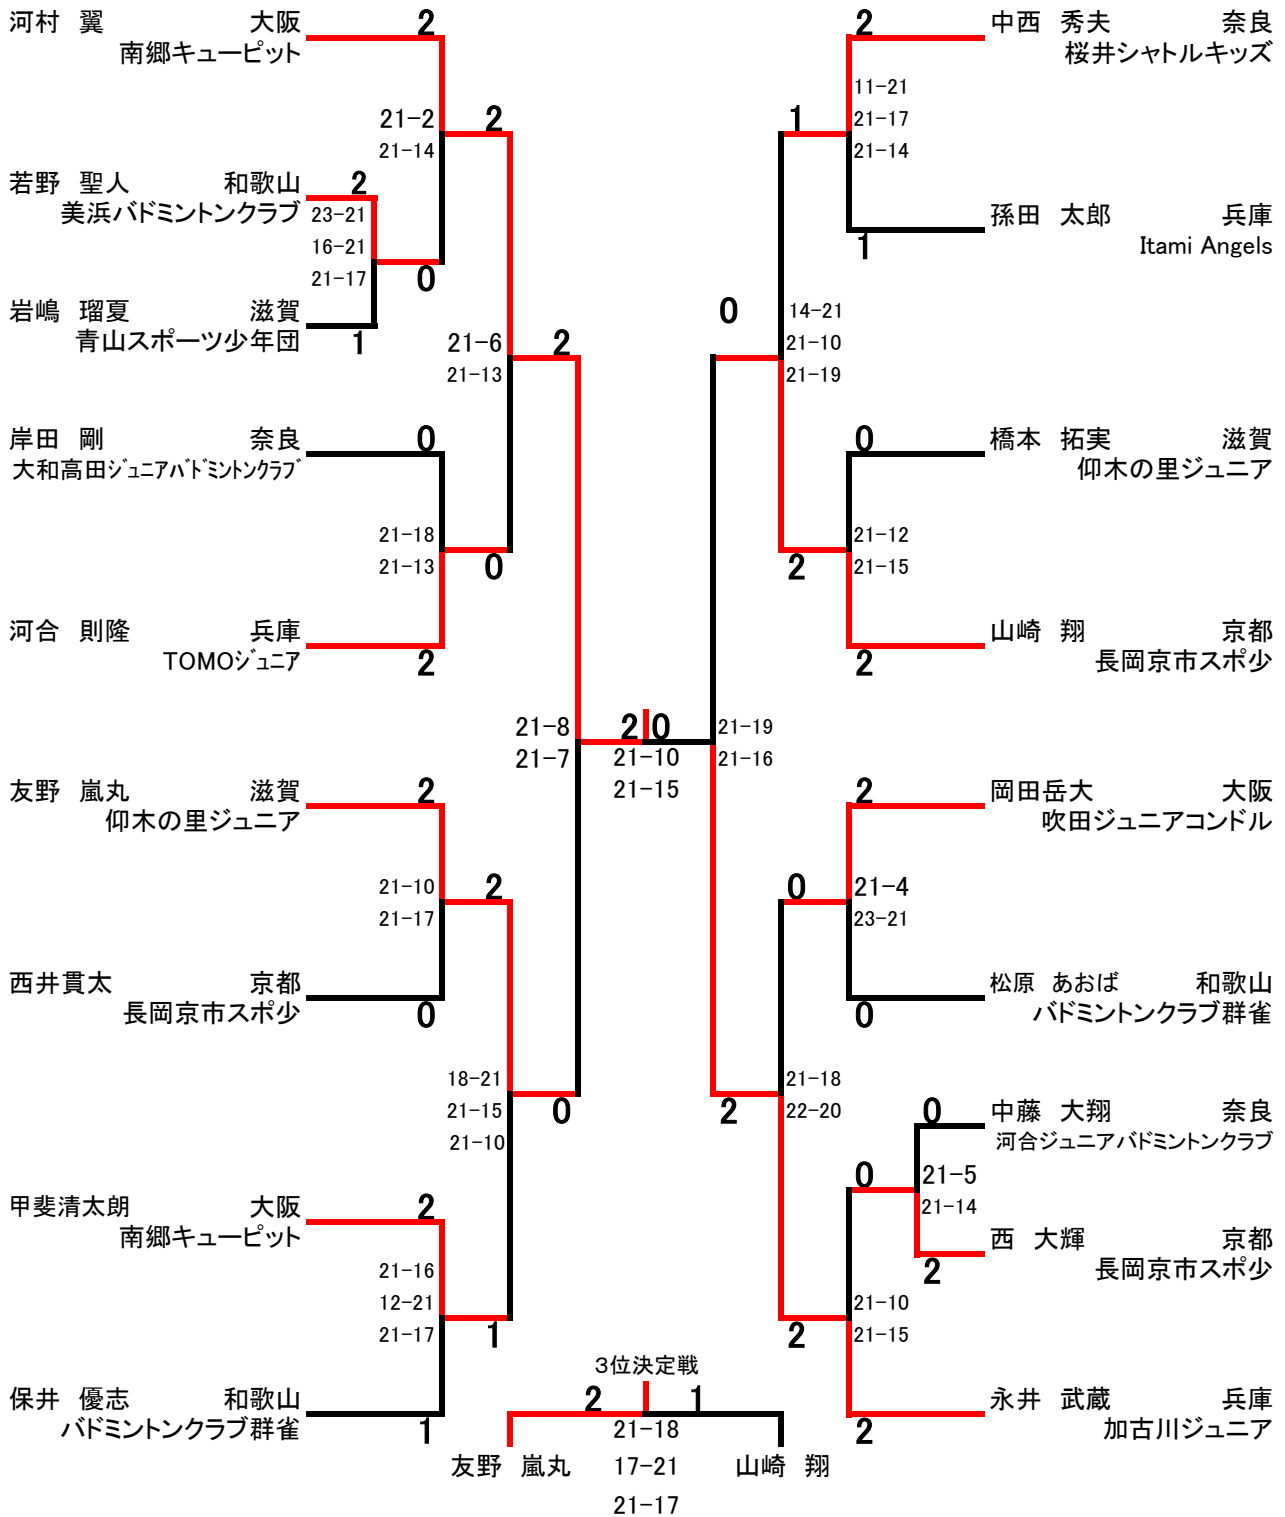 河村 翼 大阪
南郷キューピット
2
21-2
21-14
2
若野 聖人 和歌山
美浜バドミントンクラブ
2
23-21
16-21
21-17
0
岩嶋 瑠夏 滋賀
青山スポーツ少年団
1
21-6
21-13
2
岸田 剛 奈良
大和高田ｼﾞｭﾆｱﾊﾞﾄﾞﾐﾝﾄﾝｸﾗﾌﾞ
0
21-18
21-13
0
河合 則隆 兵庫
TOMOｼﾞｭﾆｱ
2
21-8
21-7
友野 嵐丸 滋賀
仰木の里ジュニア
2
21-10
21-17
2
西井貫太 京都
長岡京市スポ少
0
18-21
21-15
21-10
0
甲斐清太朗 大阪
南郷キューピット
2
21-16
12-21
21-17
1
保井 優志 和歌山
バドミントンクラブ群雀
1
2 0
21-10
21-15
中西 秀夫 奈良
桜井シャトルキッズ
2
11-21
21-17
21-14
1
孫田 太郎 兵庫
Itami Angels
1
0
14-21
21-10
21-19
橋本 拓実 滋賀
仰木の里ジュニア
0
21-12
21-15
2
山崎 翔 京都
長岡京市スポ少
2
21-19
21-16
岡田岳大 大阪
吹田ジュニアコンドル
2
21-4
23-21
0
松原 あおば 和歌山
バドミントンクラブ群雀
0
21-18
22-20
2
中藤 大翔 奈良
河合ジュニアバドミントンクラブ
0
21-5
21-14
0
西 大輝 京都
長岡京市スポ少
2
21-10
21-15
2
永井 武蔵 兵庫
加古川ジュニア
2
3位決定戦
2 1
21-18
友野 嵐丸 17-21 山崎 翔
21-17